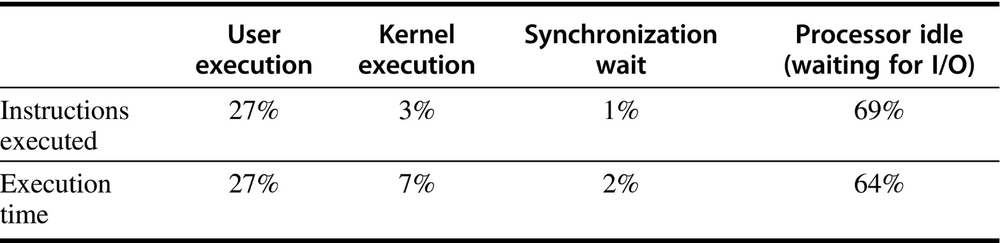 User Kernel Synchronization Processor idle
execution execution wait (waiting for I/O)
Instructions 27% 3% 1% 69%
executed
Execution 27% 7% 2% 64%
time